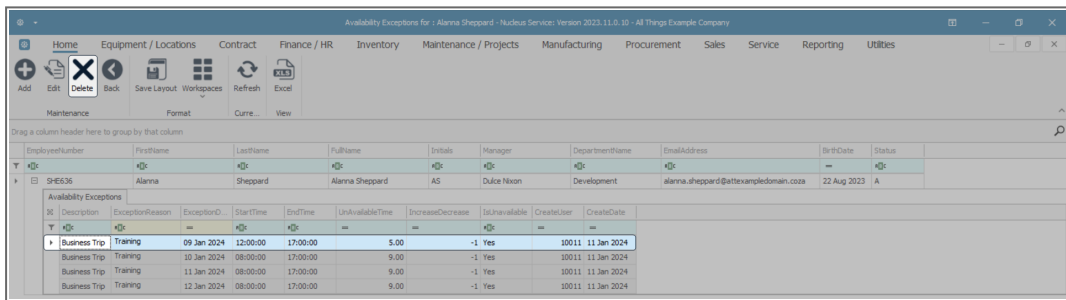 Availability Exceptions for : Alanna Sheppard - Nucleus Service: Version 2023.11.0.10 - All Things Example Company
Home Equipment / Locations Contract Finance / HR Inventory Maintenance / Projects Manufacturing Procurement Sales Service Reporting Utilities
XLS
Add Edit Delete Back Save Layout Workspaces Refresh Excel
Maintenance Format Curre... View
Drag a column header here to group by that column
EmployeeNumber FirstName LastName FullName Initials Manager DepartmentName EmailAddress BirthDate Status
SHE636 Alanna Sheppard Alanna Sheppard AS Dulce Nixon Development alanna.sheppard@attexampledomain.coza 22 Aug 2023 A
Availability Exceptions
Description ExceptionReason ExceptionD... StartTime EndTime UnAvailableTime IncreaseDecrease IsUnavailable CreateUser CreateDate
Business Trip Training 09 Jan 2024 12:00:00 17:00:00 5.00 -1 Yes 10011 11 Jan 2024
Business Trip Training 10 Jan 2024 08:00:00 17:00:00 9.00 -1 Yes 10011 11 Jan 2024
Business Trip Training 11 Jan 2024 08:00:00 17:00:00 9.00 -1 Yes 10011 11 Jan 2024
Business Trip Training 12 Jan 2024 08:00:00 17:00:00 9.00 -1 Yes 10011 11 Jan 2024